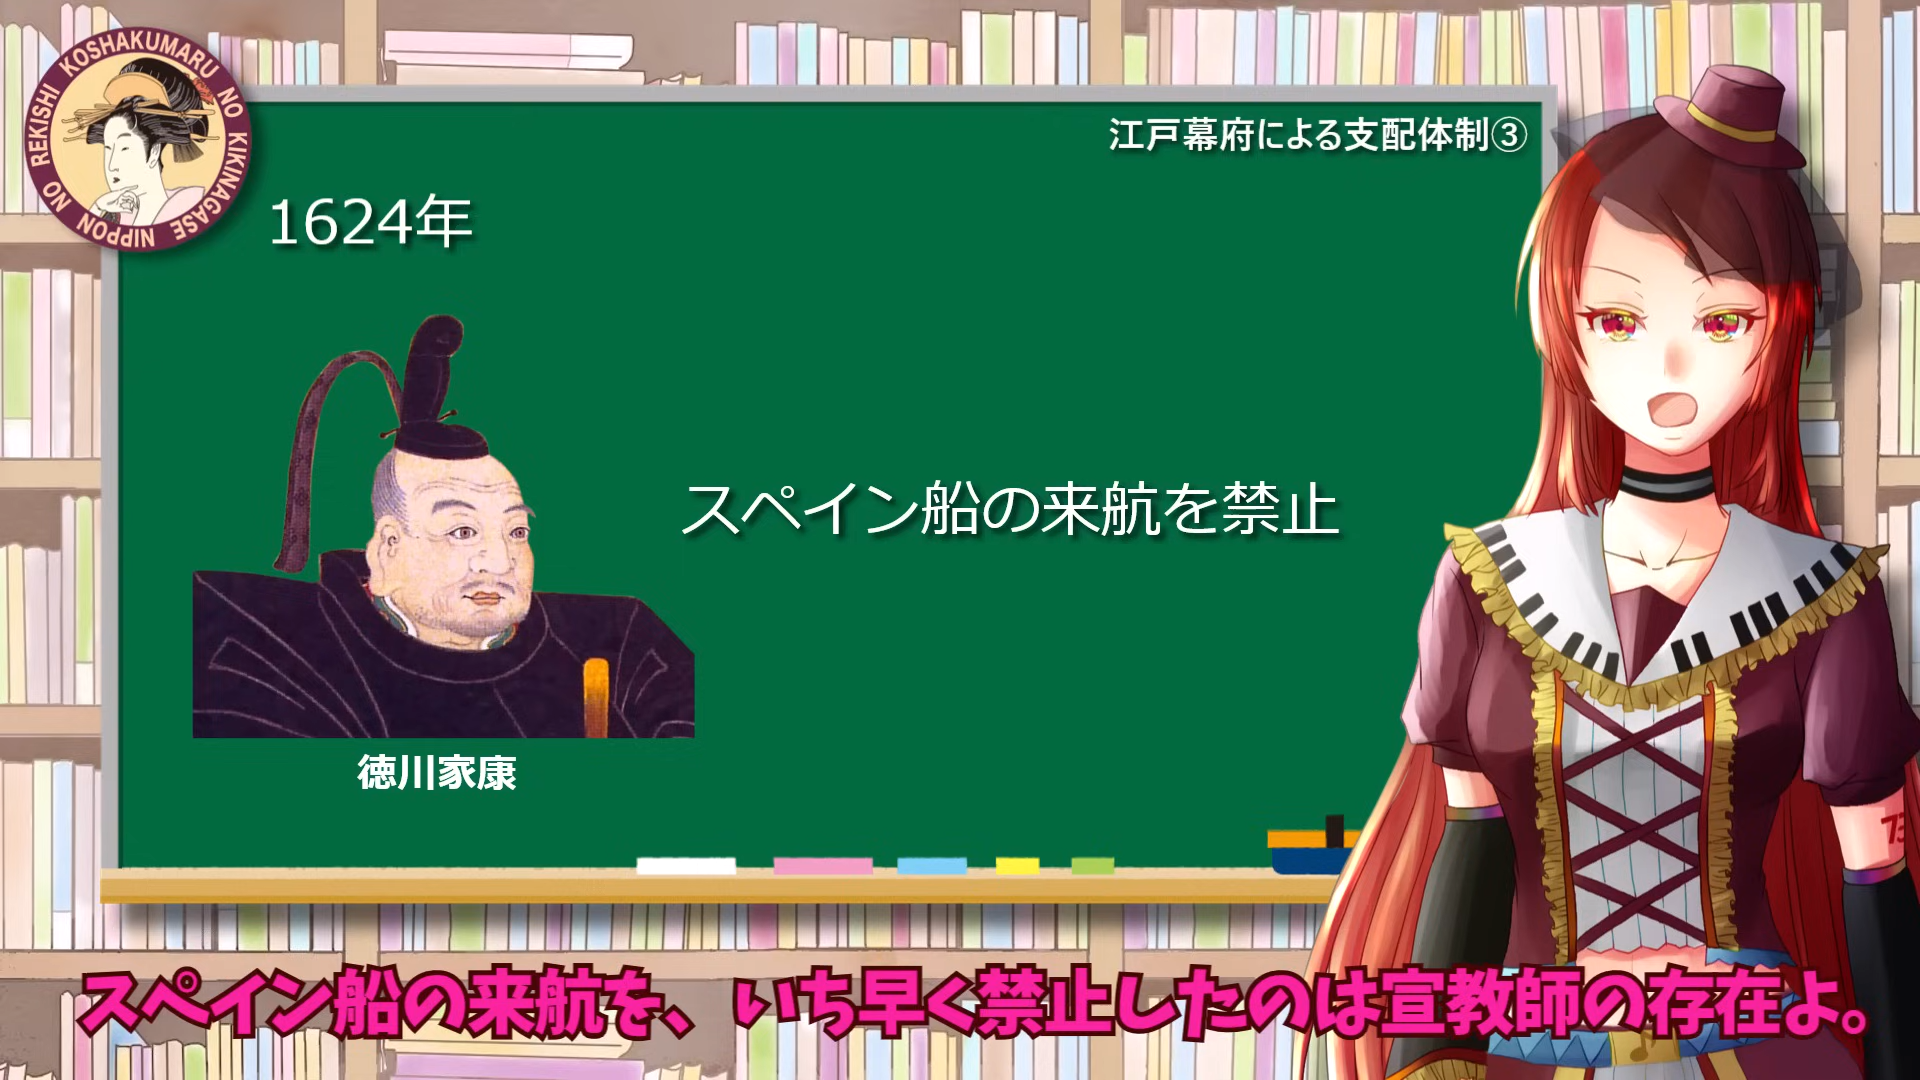 REKISHI KOSHAKUMARU NO KIKINAGASE NIPPON NO
江戸幕府による支配体制③
1624年
スペイン船の来航を禁止
徳川家康
73
スペイン船の来航を、いち早く禁止したのは宣教師の存在よ。